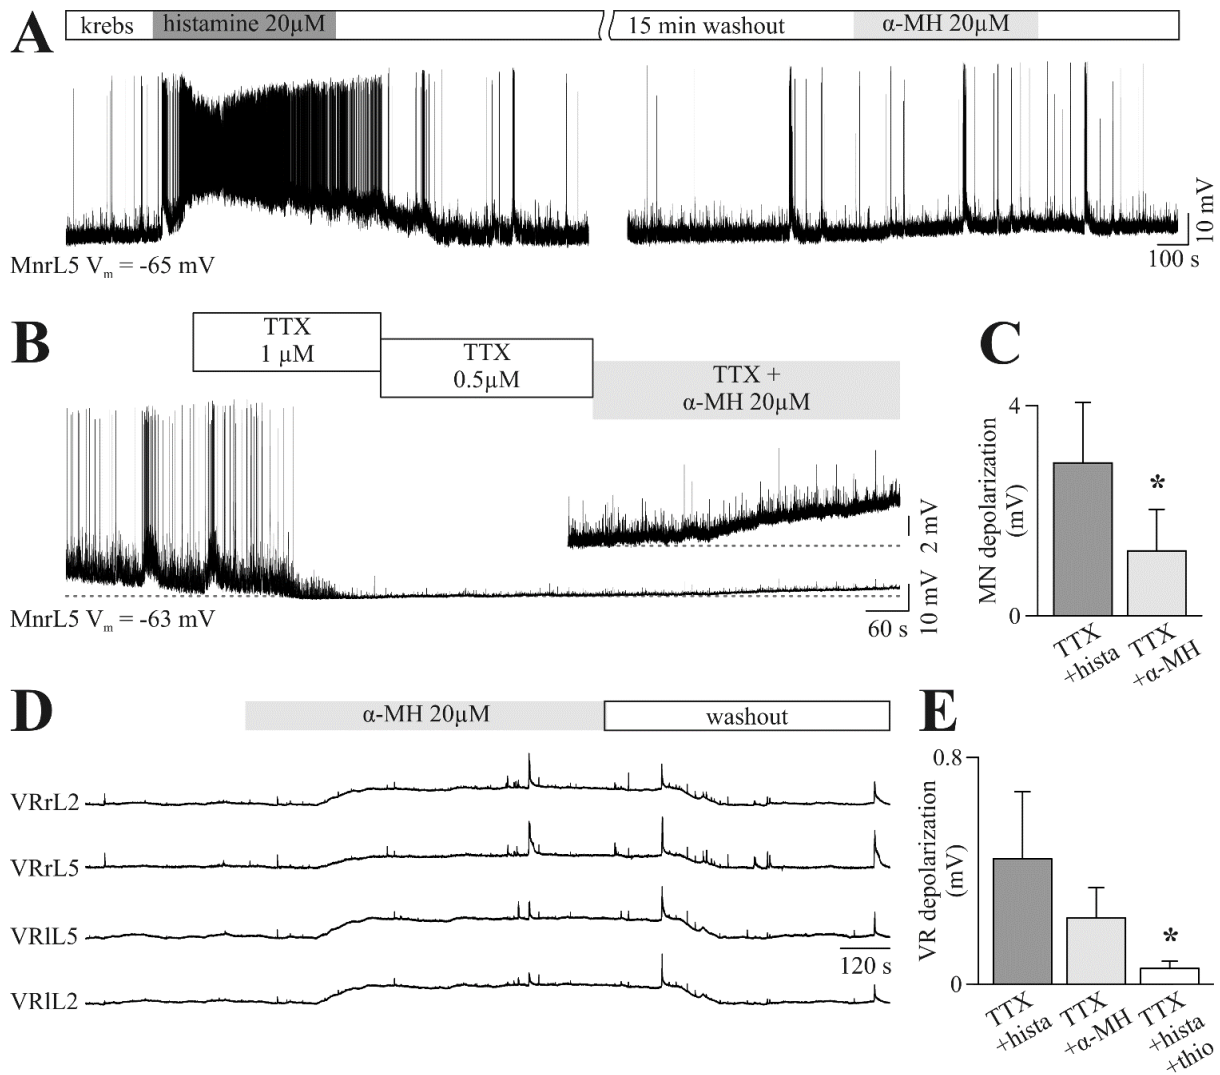 A
krebs
histamine 20µM
15 min washout
α-MH 20µM
10 mV
100 s
MnrL5 Vm = -65 mV
B
TTX
1 µM
TTX
0.5µM
TTX +
α-MH 20µM
2 mV
10 mV
60 s
MnrL5 Vm = -63 mV
C
MN depolarization
(mV)
4
0
*
TTX
+hista
TTX
+α-MH
D
α-MH 20µM
washout
VRrL2
VRrL5
VRlL5
VRlL2
120 s
E
VR depolarization
(mV)
0.8
0
*
TTX
+hista
TTX
+α-MH
TTX
+hista
+thio